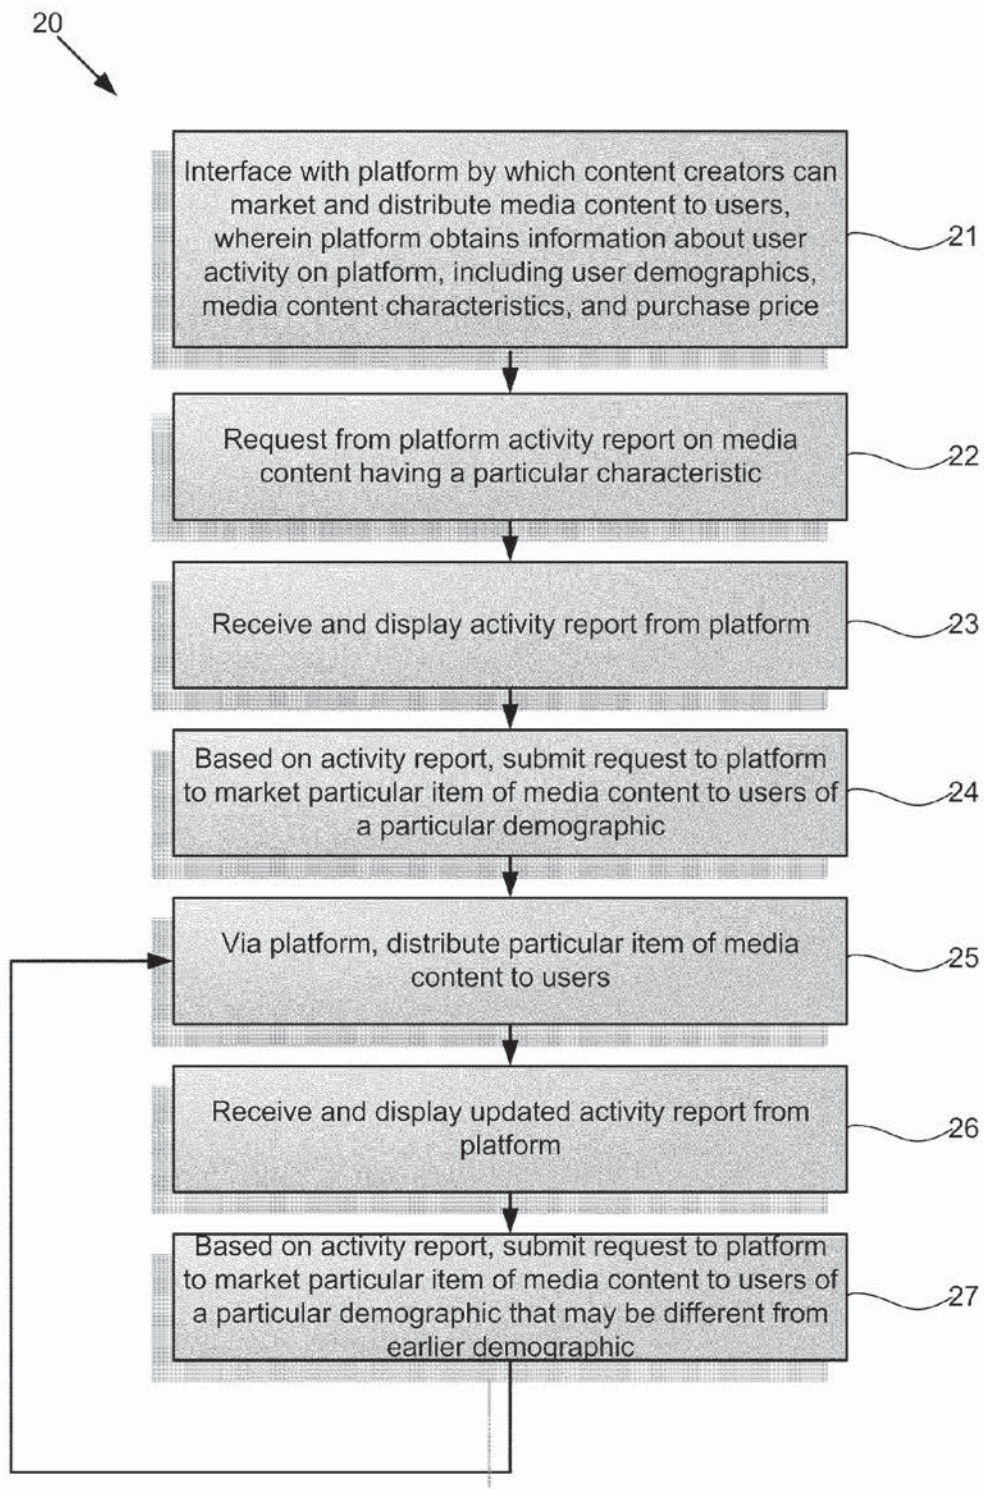 20
Interface with platform by which content creators can
market and distribute media content to users,
wherein platform obtains information about user
activity on platform, including user demographics,
media content characteristics, and purchase price
21
Request from platform activity report on media
content having a particular characteristic
22
Receive and display activity report from platform
23
Based on activity report, submit request to platform
to market particular item of media content to users of
a particular demographic
24
Via platform, distribute particular item of media
content to users
25
Receive and display updated activity report from
platform
26
Based on activity report, submit request to platform
to market particular item of media content to users of
a particular demographic that may be different from
earlier demographic
27